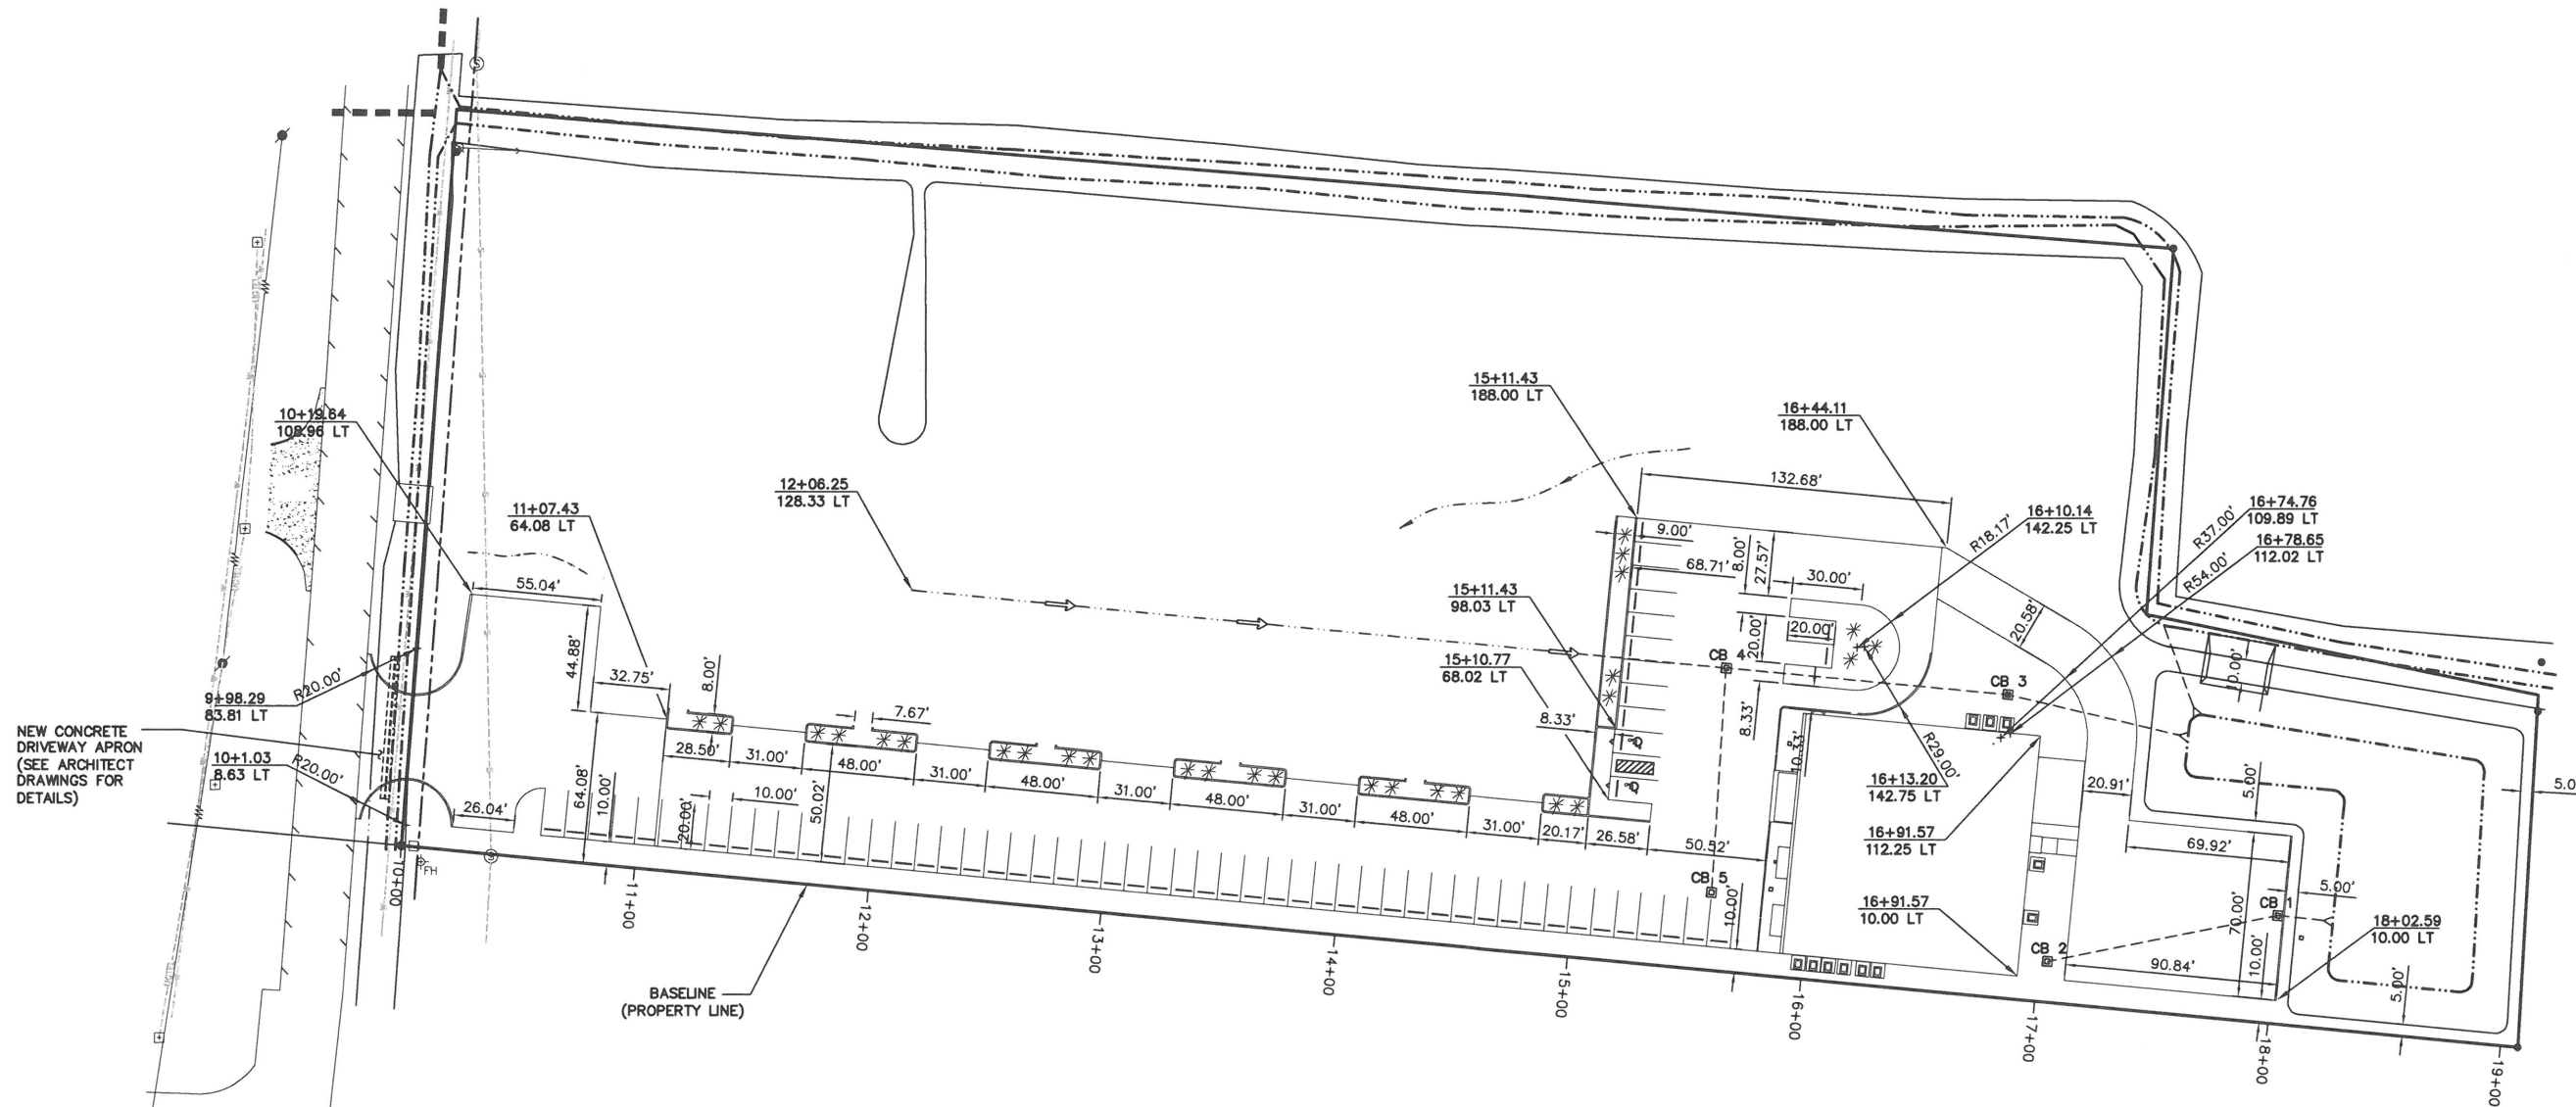 10+19.64
108.96 LT
9+98.29
83.81 LT
R20.00'
NEW CONCRETE
DRIVEWAY APRON
(SEE ARCHITECT
DRAWINGS FOR
DETAILS)
10+1.03
8.63 LT
R20.00'
10+00
FH
26.04'
55.04'
44.88'
32.75'
11+07.43
64.08 LT
8.00'
7.67'
28.50'
31.00'
48.00'
31.00'
48.00'
31.00'
48.00'
31.00'
48.00'
31.00'
20.17'
26.58'
50.52'
64.08'
10.00'
20.00'
10.00'
50.02'
12+06.25
128.33 LT
BASELINE
(PROPERTY LINE)
11+00
12+00
13+00
14+00
15+00
16+00
17+00
18+00
19+00
15+11.43
188.00 LT
16+44.11
188.00 LT
132.68'
9.00'
68.71'
8.00'
27.57'
30.00'
20.00'
20.00'
8.33'
8.33'
15+11.43
98.03 LT
15+10.77
68.02 LT
CB 4
CB 5
CB 3
CB 2
CB 1
R18.17'
16+10.14
142.25 LT
R37.00'
16+74.76
109.89 LT
R54.00'
16+78.65
112.02 LT
20.58'
10.33'
R29.00'
16+13.20
142.75 LT
16+91.57
112.25 LT
16+91.57
10.00 LT
10.00'
20.91'
10.00'
5.00'
69.92'
5.00'
70.00'
10.00'
90.84'
18+02.59
10.00 LT
5.00'
5.0